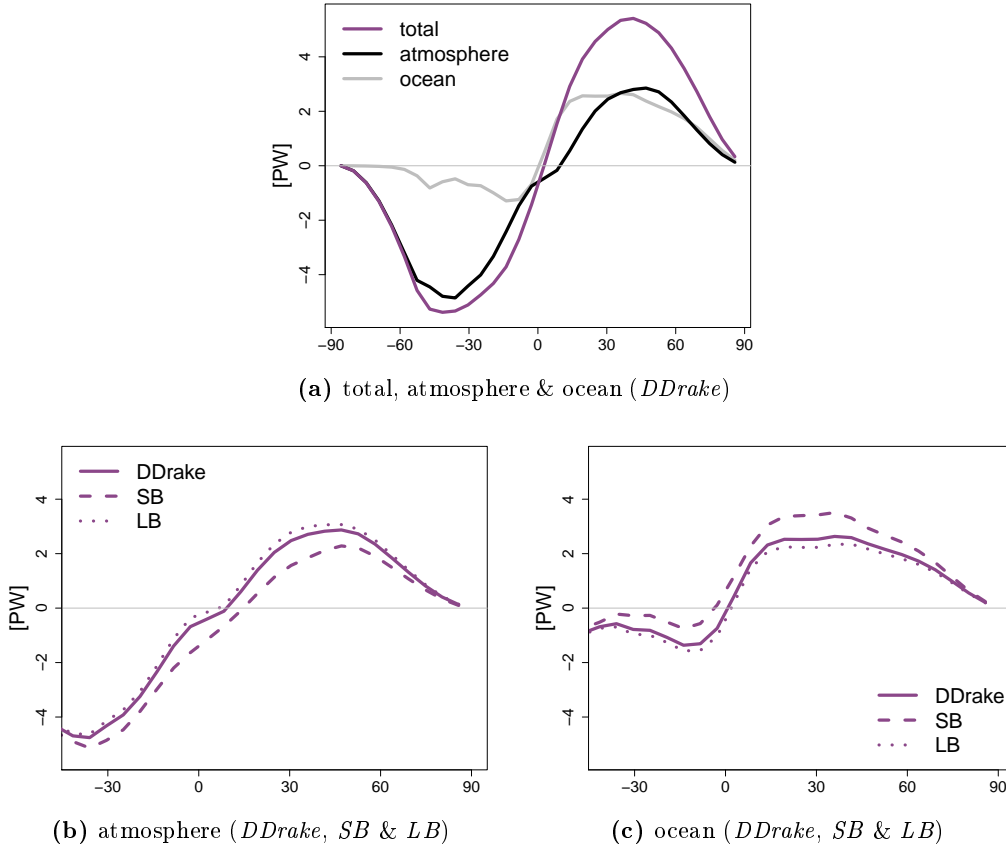 total
atmosphere
ocean
[PW]
4
2
0
−2
−4
−90 −60 −30 0 30 60 90
(a) total, atmosphere & ocean (DDrake)
DDrake
SB
LB
[PW]
4
2
0
−2
−4
−30 0 30 60 90
(b) atmosphere (DDrake, SB & LB)
[PW]
4
2
0
−2
−4
DDrake
SB
LB
−30 0 30 60 90
(c) ocean (DDrake, SB & LB)